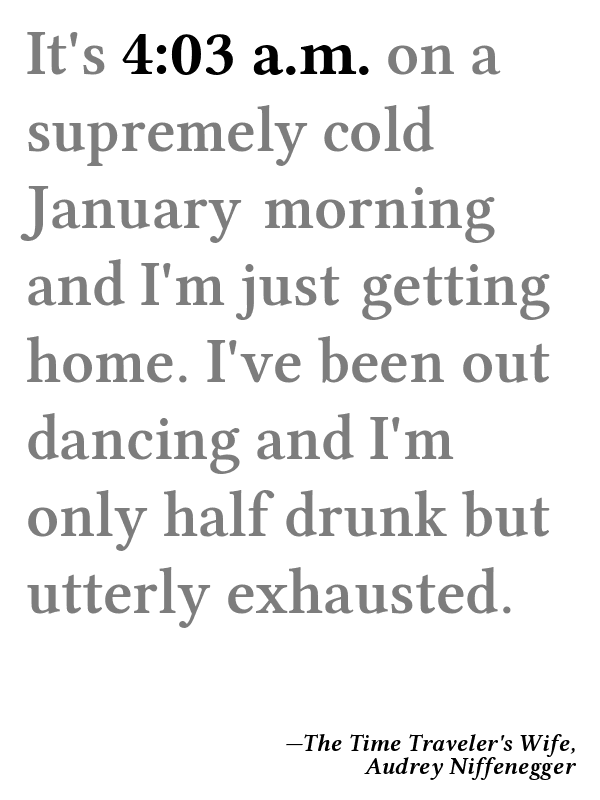 It's 4:03 a.m. on a
supremely cold
January morning
and I'm just getting
home. I've been out
dancing and I'm
only half drunk but
utterly exhausted.
—The Time Traveler's Wife,
Audrey Niffenegger